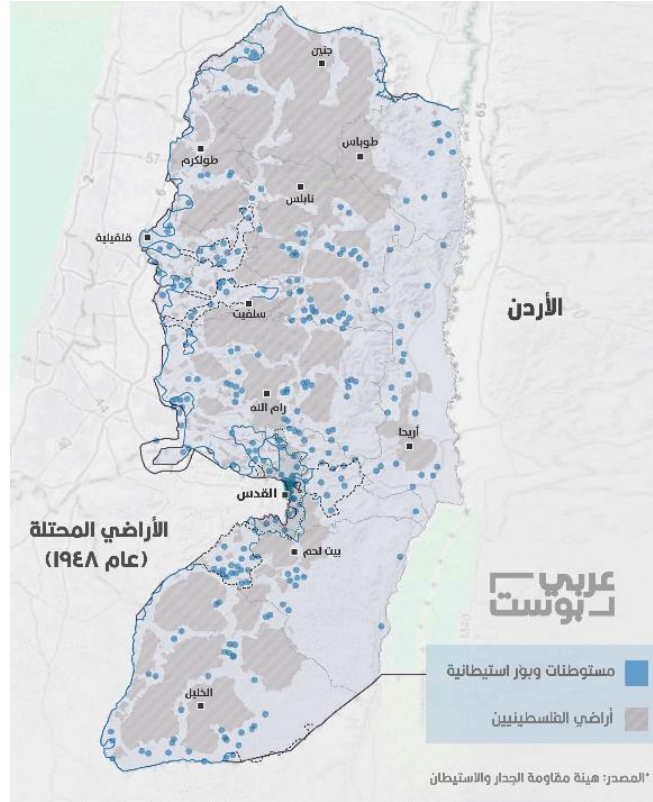 جنين
طوباس
طولكرم
نابلس
قلقيلية
سلفيت
الأردن
رام الله
أريحا
القدس
الأراضي المحتلة
(عام ١٩٤٨)
بيت لحم
عربي
بوست
مستوطنات وبؤر استيطانية
الخليل
أراضي الفلسطينيين
*المصدر: هيئة مقاومة الجدار والاستيطان